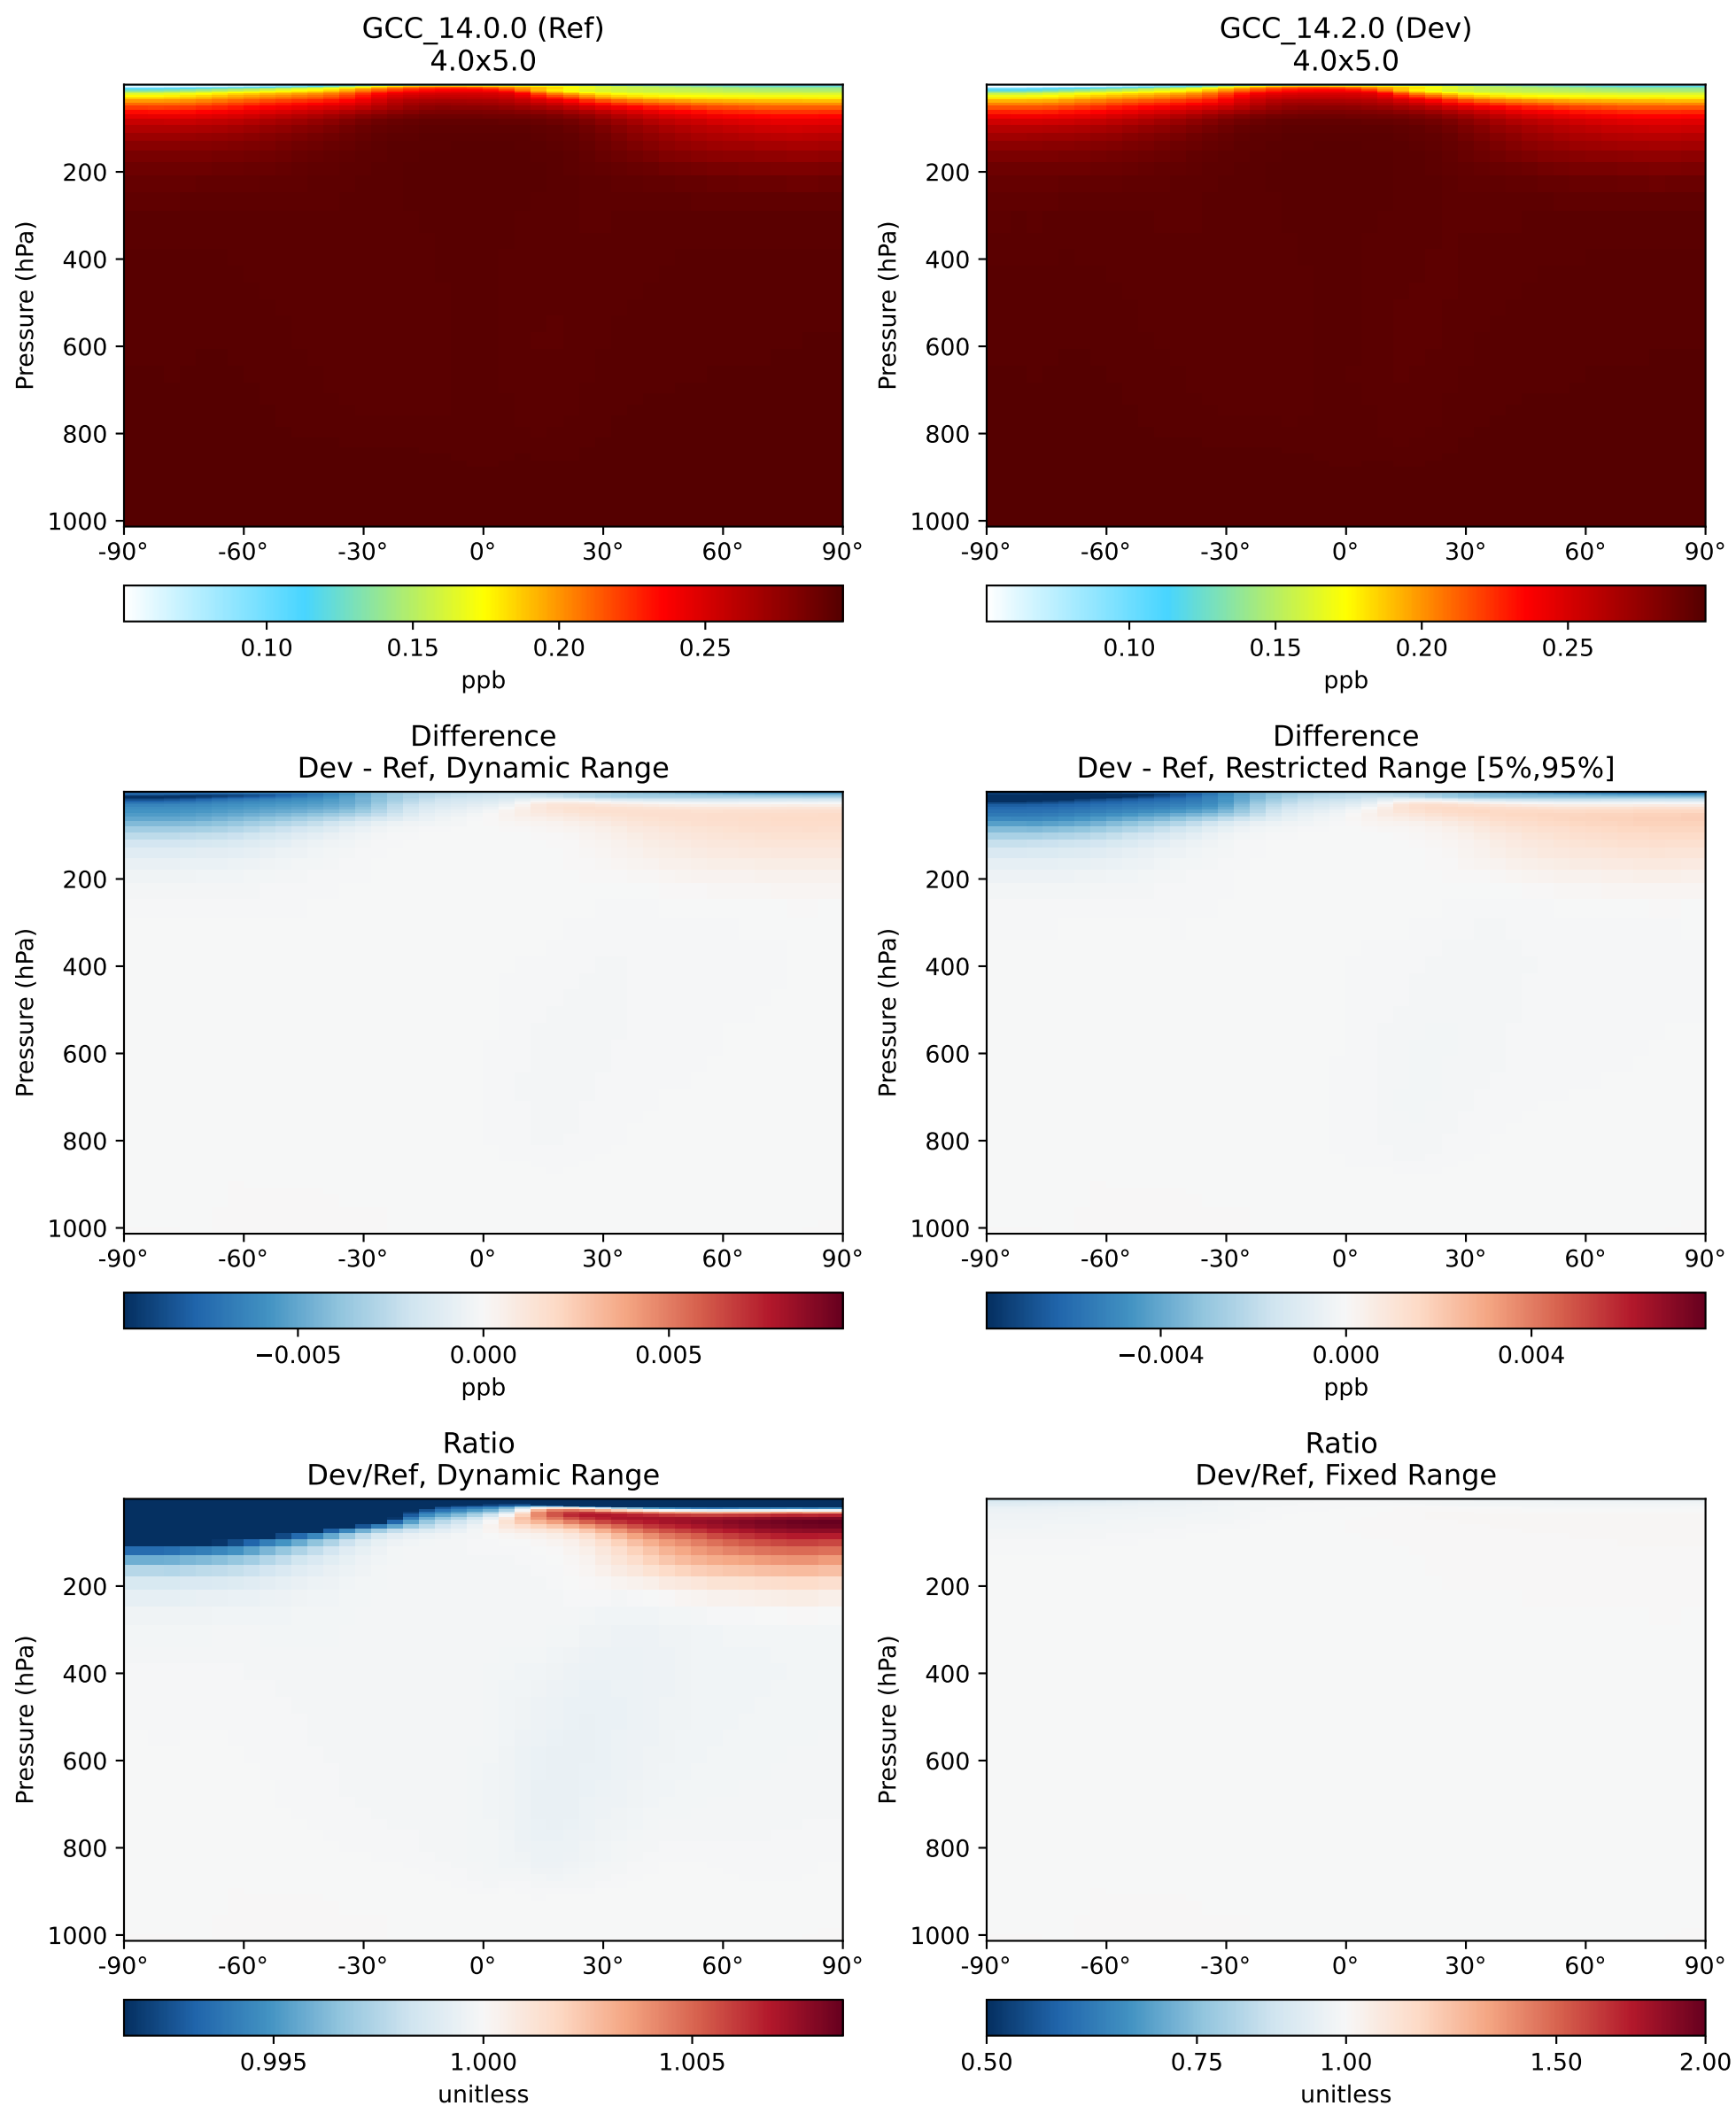 GCC_14.0.0 (Ref)
4.0x5.0
Pressure (hPa)
200
400
600
800
1000
-90° -60° -30° 0° 30° 60° 90°
0.10 0.15 0.20 0.25
ppb
GCC_14.2.0 (Dev)
4.0x5.0
Pressure (hPa)
200
400
600
800
1000
-90° -60° -30° 0° 30° 60° 90°
0.10 0.15 0.20 0.25
ppb
Difference
Dev - Ref, Dynamic Range
Pressure (hPa)
200
400
600
800
1000
-90° -60° -30° 0° 30° 60° 90°
−0.005 0.000 0.005
ppb
Difference
Dev - Ref, Restricted Range [5%,95%]
Pressure (hPa)
200
400
600
800
1000
-90° -60° -30° 0° 30° 60° 90°
−0.004 0.000 0.004
ppb
Ratio
Dev/Ref, Dynamic Range
Pressure (hPa)
200
400
600
800
1000
-90° -60° -30° 0° 30° 60° 90°
0.995 1.000 1.005
unitless
Ratio
Dev/Ref, Fixed Range
Pressure (hPa)
200
400
600
800
1000
-90° -60° -30° 0° 30° 60° 90°
0.50 0.75 1.00 1.50 2.00
unitless